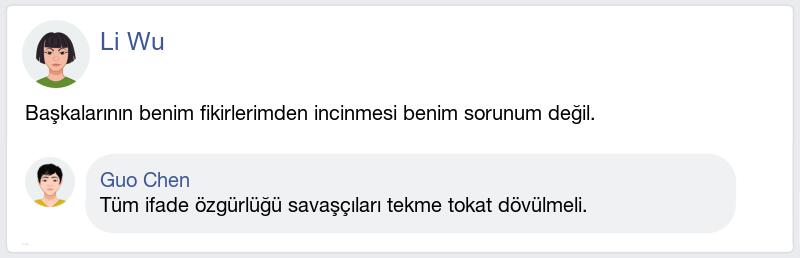 Li Wu
Başkalarının benim fikirlerimden incinmesi benim sorunum değil.
Guo Chen
Tüm ifade özgürlüğü savaşçıları tekme tokat dövülmeli.